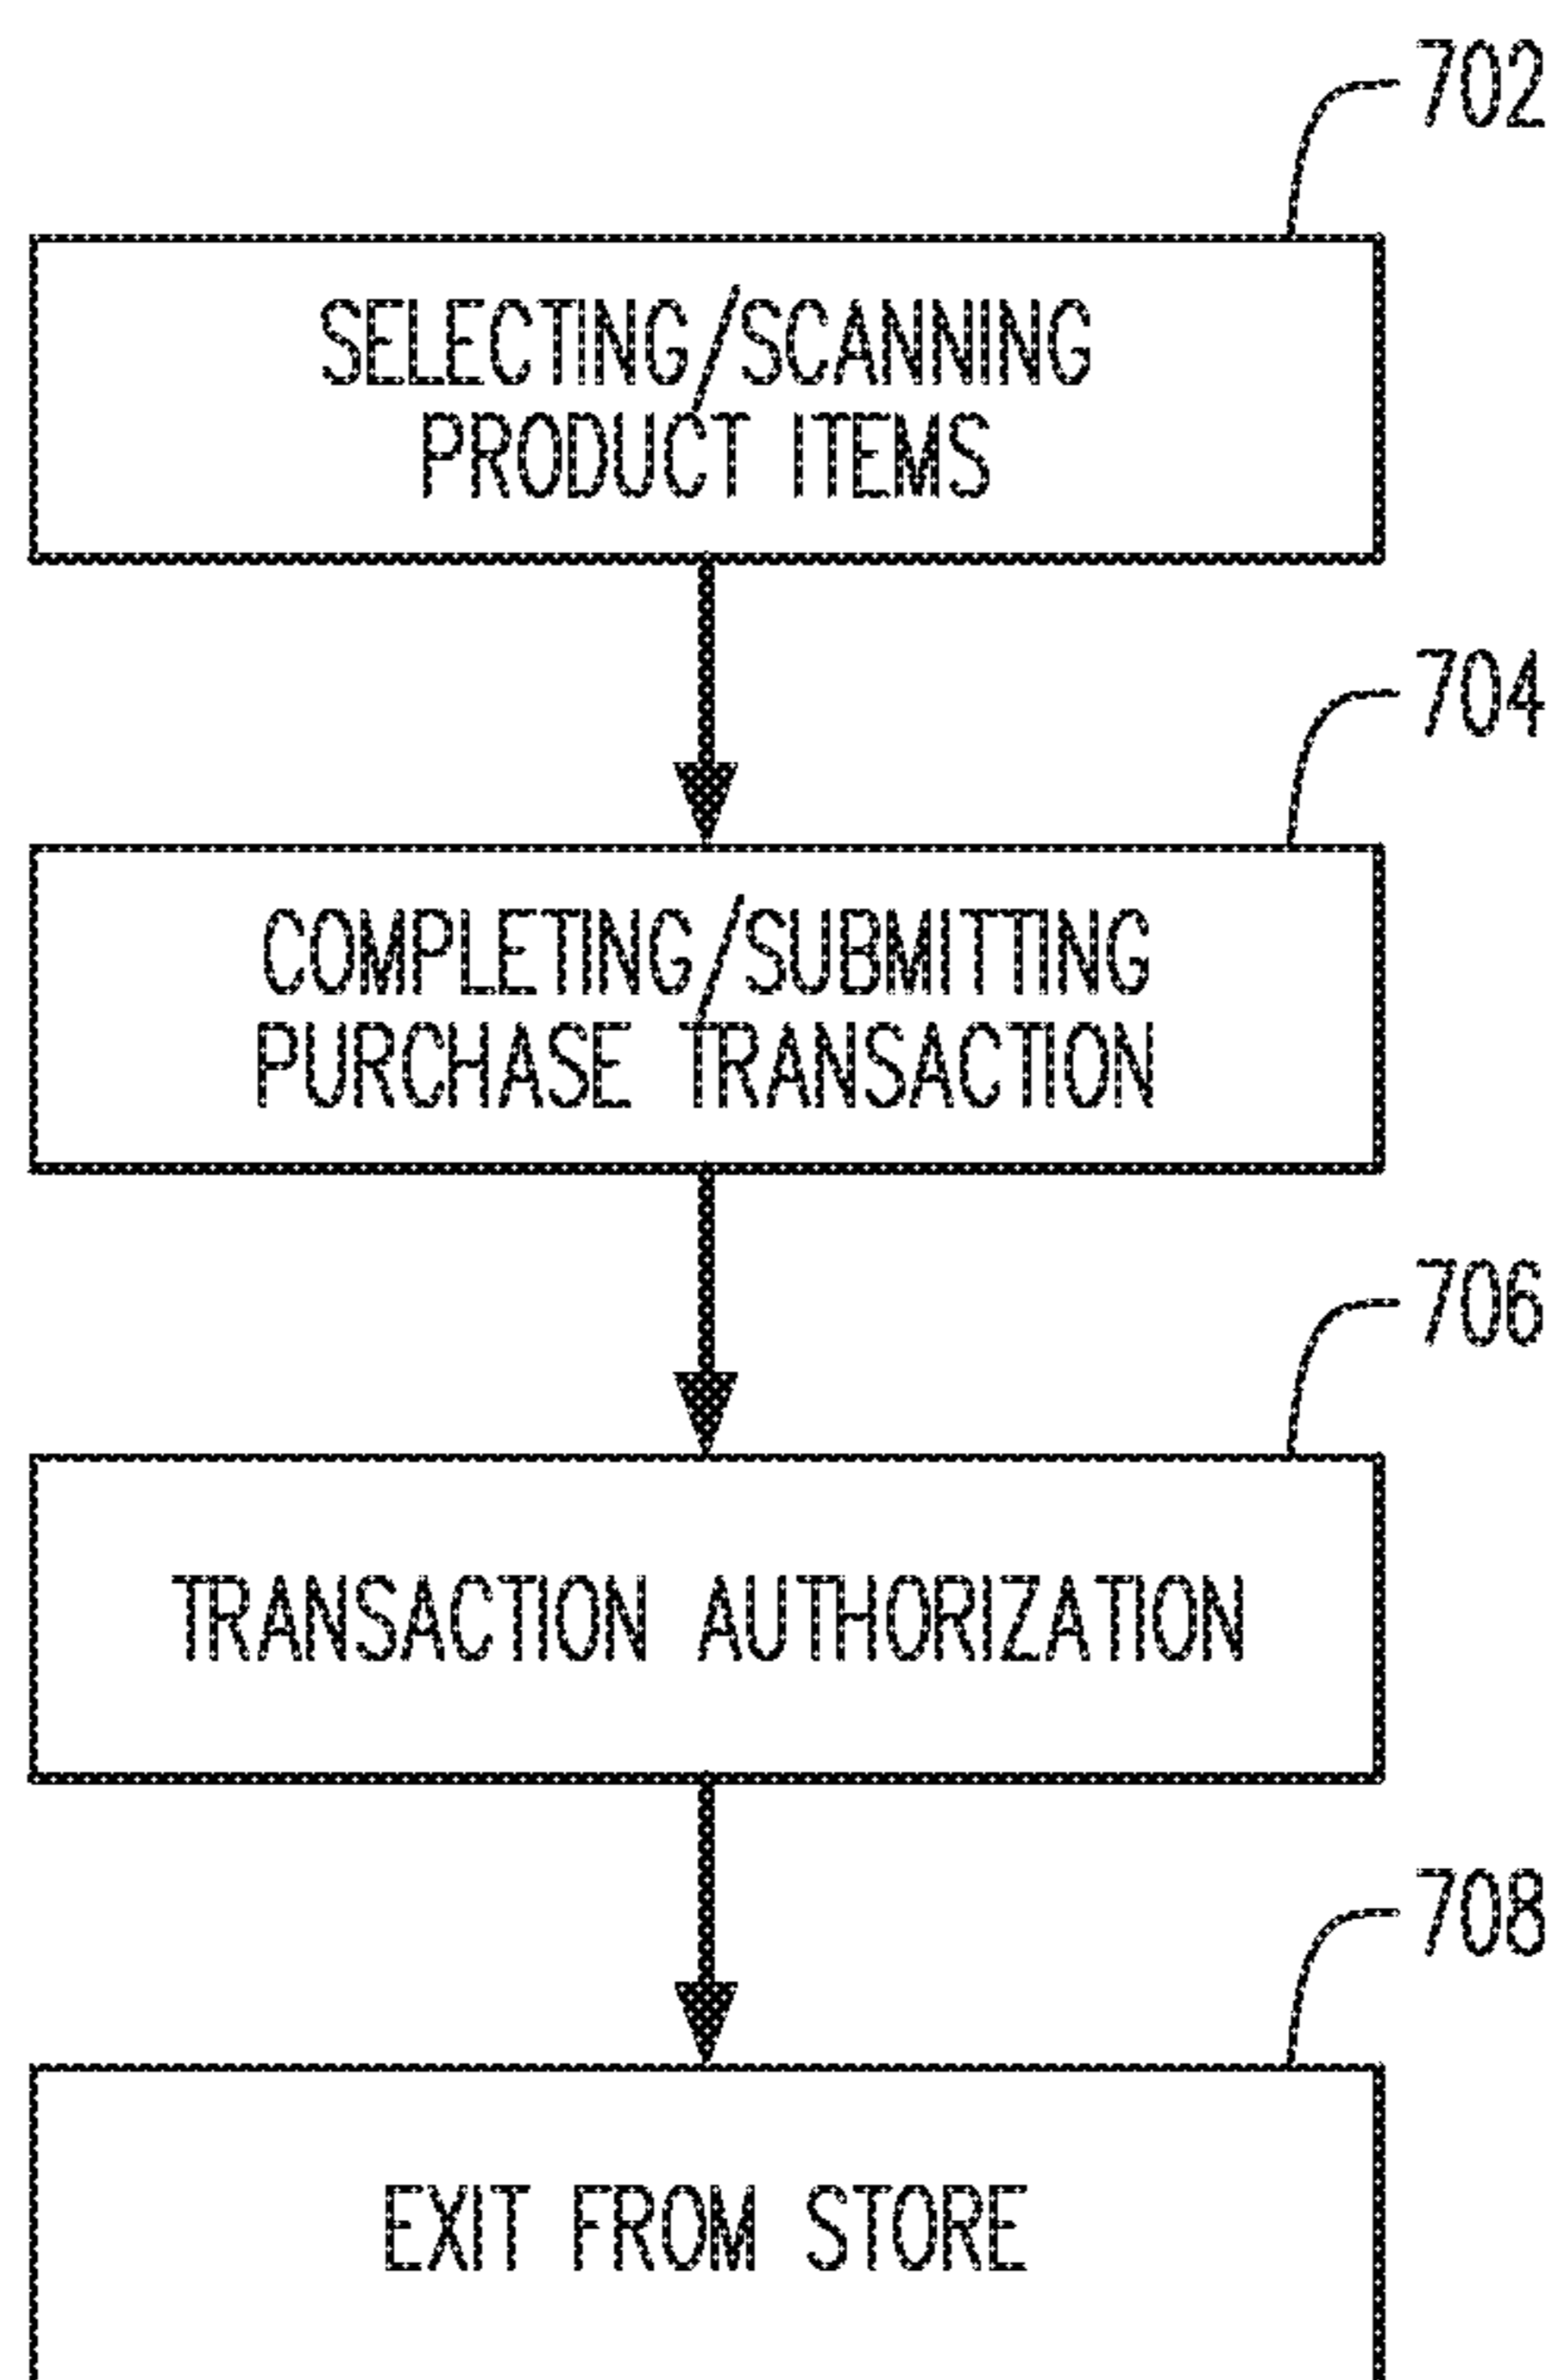 702
SELECTING/SCANNING
PRODUCT ITEMS
704
COMPLETING/SUBMITTING
PURCHASE TRANSACTION
706
TRANSACTION AUTHORIZATION
708
EXIT FROM STORE